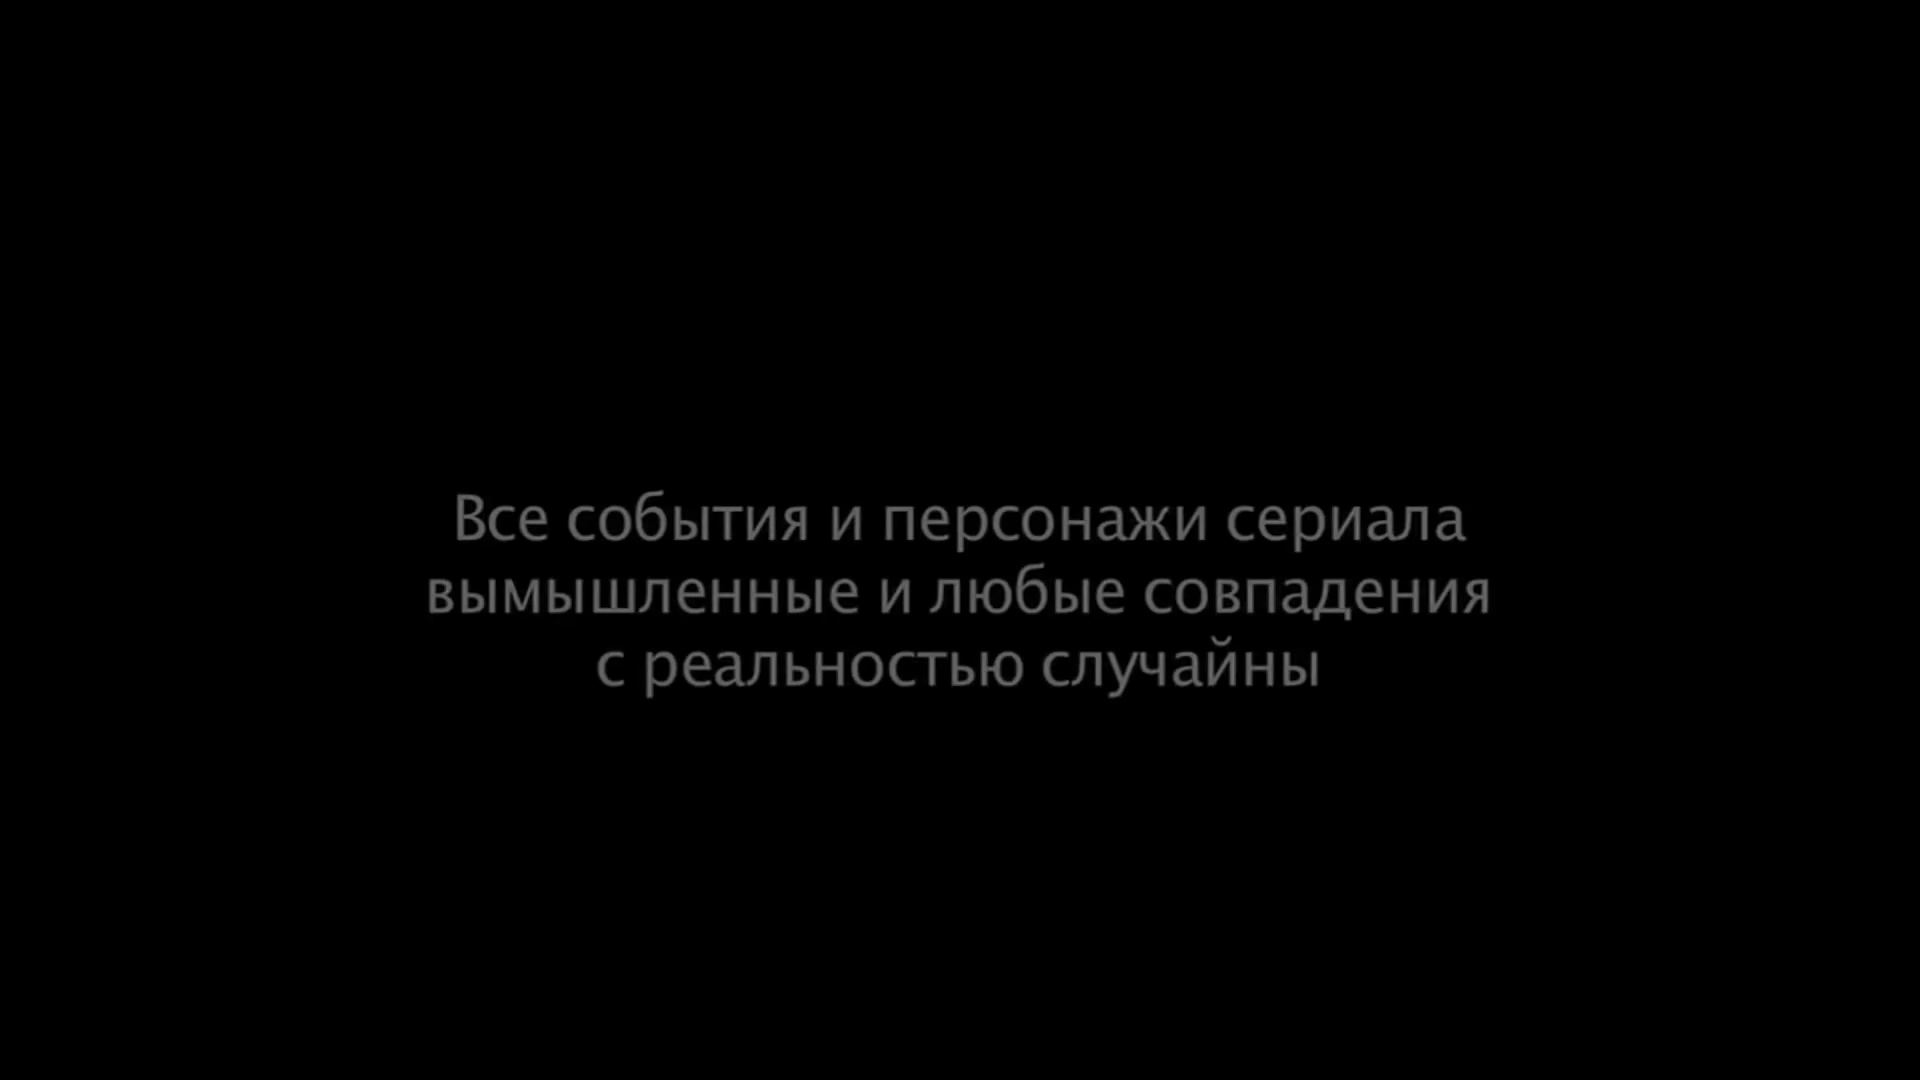 Все события и персонажи сериала
вымышленные и любые совпадения
с реальностью случайны